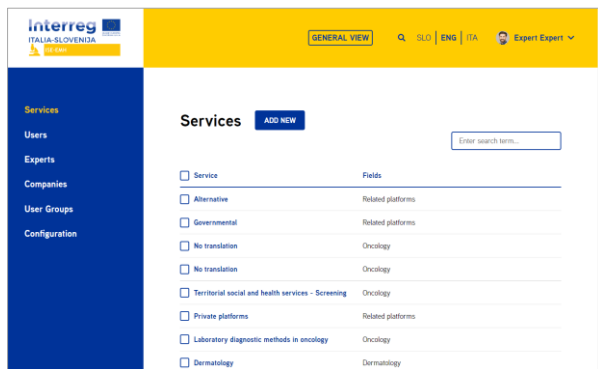 Interreg
ITALIA-SLOVENIJA
GENERAL VIEW
SLO | ENG | ITA
Expert Expert
Services
Users
Experts
Companies
User Groups
Configuration
Services
ADD NEW
Enter search term...
Service Fields
Alternative Related platforms
Governmental Related platforms
No translation Oncology
No translation Oncology
Territorial social and health services - Screening Oncology
Private platforms Related platforms
Laboratory diagnostic methods in oncology Oncology
Dermatology Dermatology